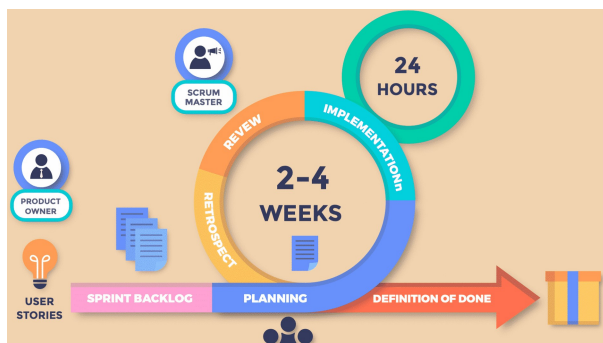 SCRUM
MASTER
24
HOURS
REVEW
IMPLEMENTATIONn
PRODUCT
OWNER
2-4
WEEKS
RETROSPECT
USER
STORIES
SPRINT BACKLOG
PLANNING
DEFINITION OF DONE